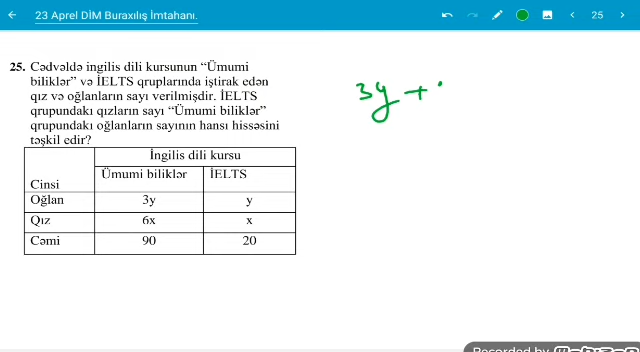 23 Aprel DİM Buraxılış İmtahanı.
25
25. Cədvəldə ingilis dili kursunun “Ümumi
biliklər” və İELTS qruplarında iştirak edən
qız və oğlanların sayı verilmişdir. İELTS
qrupundakı qızların sayı “Ümumi biliklər”
qrupundakı oğlanların sayının hansı hissəsini
təşkil edir?
3y +
İngilis dili kursu
Cinsi Ümumi biliklər İELTS
Oğlan 3y y
Qız 6x x
Cəmi 90 20
Recorded by